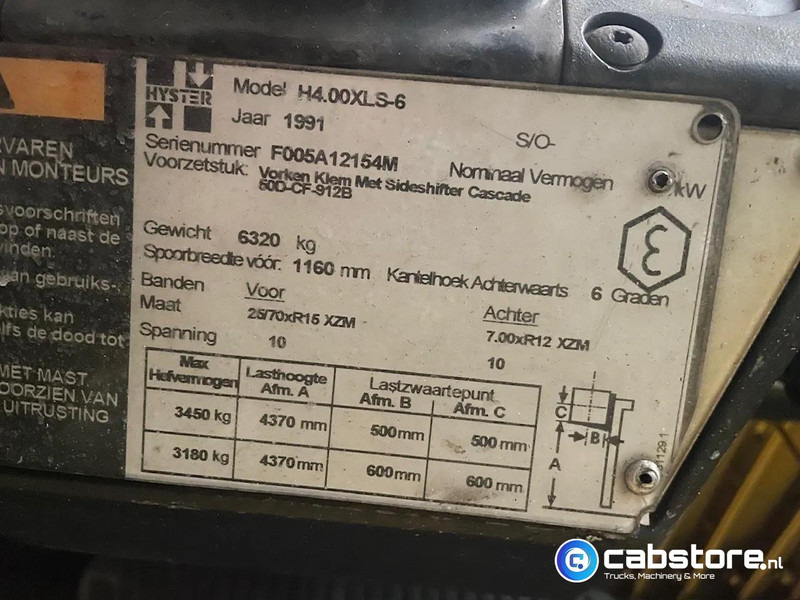 A
RVAREN
N MONTEURS
svoorschriften
op of naast de
vinden.
an gebruiks-
kties kan
elfs de dood tot
MET MAST
OORZIEN VAN
UITRUSTING
HYSTER
Model H4.00XLS-6
Jaar 1991
S/O-
Serienummer F005A12154M
Nominaal Vermogen kW
Voorzetstuk: Vorken Klem Met Sideshifter Cascade
50D-CF-912B
Gewicht 6320 kg
Spoorbreedte vóór: 1160 mm Kantelhoek Achterwaarts 6 Graden
Banden Voor Achter
Maat 25/70xR15 XZM 7.00xR12 XZM
Spanning 10 10
Max Hefvermogen Lasthoogte Afm. A Lastzwaartepunt Afm. B Afm. C
3450 kg 4370 mm 500 mm 500 mm
3180 kg 4370 mm 600 mm 600 mm
C
B
A
cabstore.nl
Trucks, Machinery & More